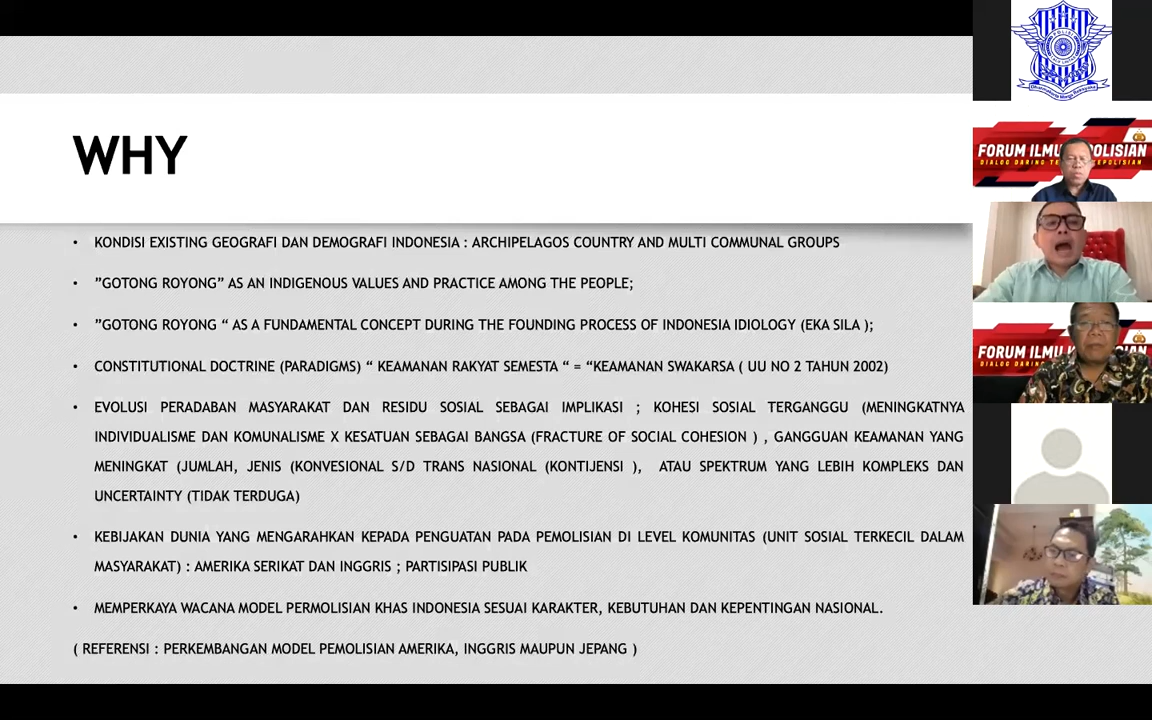 WHY
• KONDISI EXISTING GEOGRAFI DAN DEMOGRAFI INDONESIA : ARCHIPELAGOS COUNTRY AND MULTI COMMUNAL GROUPS
• ”GOTONG ROYONG” AS AN INDIGENOUS VALUES AND PRACTICE AMONG THE PEOPLE;
• ”GOTONG ROYONG “ AS A FUNDAMENTAL CONCEPT DURING THE FOUNDING PROCESS OF INDONESIA IDIOLOGY (EKA SILA );
• CONSTITUTIONAL DOCTRINE (PARADIGMS) “ KEAMANAN RAKYAT SEMESTA “ = “KEAMANAN SWAKARSA ( UU NO 2 TAHUN 2002)
• EVOLUSI PERADABAN MASYARAKAT DAN RESIDU SOSIAL SEBAGAI IMPLIKASI ; KOHESI SOSIAL TERGANGGU (MENINGKATNYA
INDIVIDUALISME DAN KOMUNALISME X KESATUAN SEBAGAI BANGSA (FRACTURE OF SOCIAL COHESION ) , GANGGUAN KEAMANAN YANG
MENINGKAT (JUMLAH, JENIS (KONVESIONAL S/D TRANS NASIONAL (KONTIJENSI ), ATAU SPEKTRUM YANG LEBIH KOMPLEKS DAN
UNCERTAINTY (TIDAK TERDUGA)
• KEBIJAKAN DUNIA YANG MENGARAHKAN KEPADA PENGUATAN PADA PEMOLISIAN DI LEVEL KOMUNITAS (UNIT SOSIAL TERKECIL DALAM
MASYARAKAT) : AMERIKA SERIKAT DAN INGGRIS ; PARTISIPASI PUBLIK
• MEMPERKAYA WACANA MODEL PERMOLISIAN KHAS INDONESIA SESUAI KARAKTER, KEBUTUHAN DAN KEPENTINGAN NASIONAL.
( REFERENSI : PERKEMBANGAN MODEL PEMOLISIAN AMERIKA, INGGRIS MAUPUN JEPANG )
POLISI
FORUM ILMU
POLISIAN
DIALOG DARING
KEPOLISIAN
FORUM ILMU